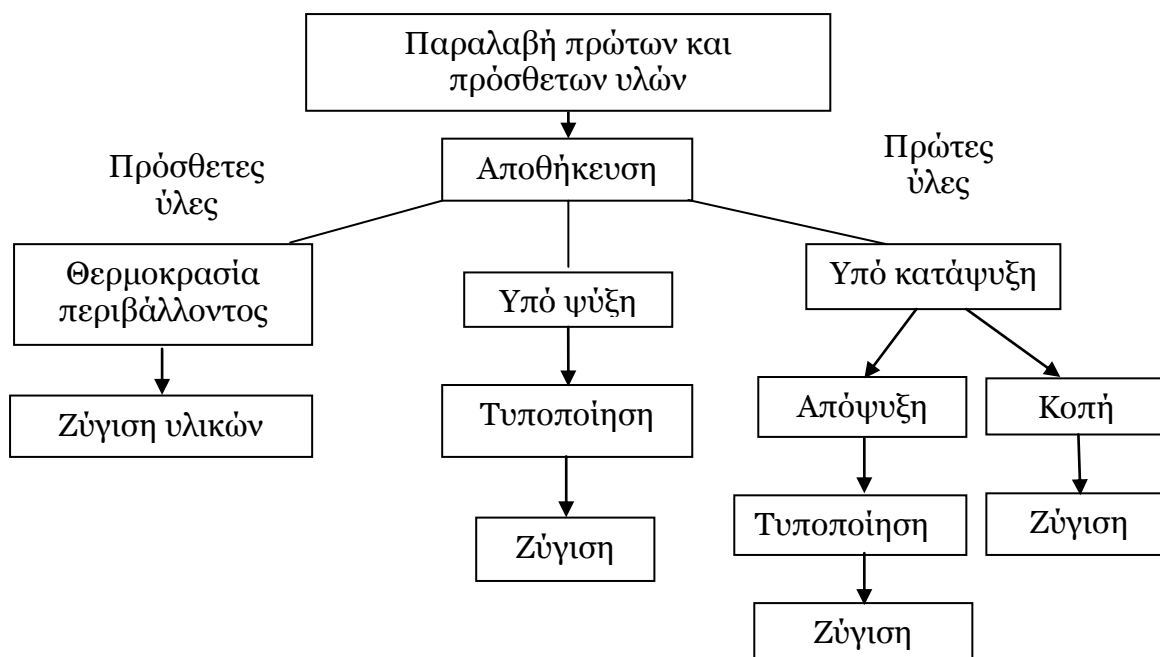 Παραλαβή πρώτων και
πρόσθετων υλών
Πρόσθετες
ύλες
Αποθήκευση
Πρώτες
ύλες
Θερμοκρασία
περιβάλλοντος
Υπό ψύξη
Υπό κατάψυξη
Ζύγιση υλικών
Τυποποίηση
Απόψυξη
Κοπή
Ζύγιση
Τυποποίηση
Ζύγιση
Ζύγιση